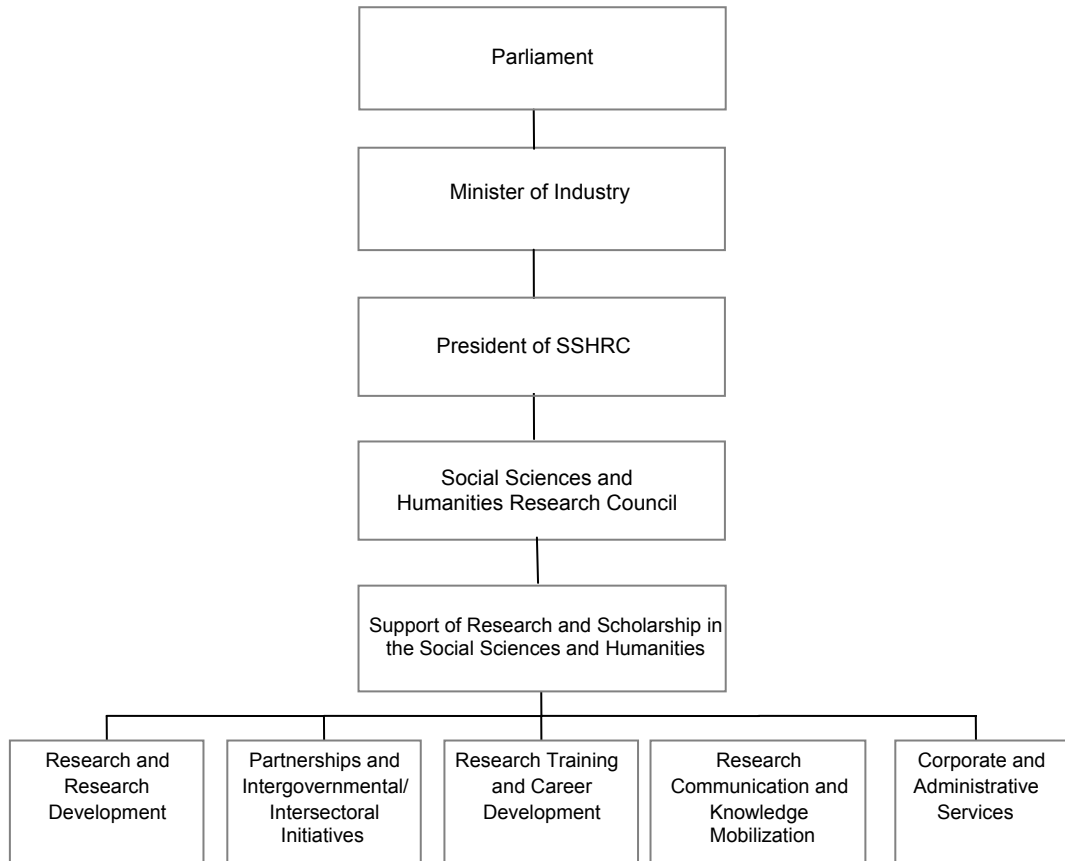 Parliament
Minister of Industry
President of SSHRC
Social Sciences and
Humanities Research Council
Support of Research and Scholarship in
the Social Sciences and Humanities
Research and
Research
Development
Partnerships and
Intergovernmental/
Intersectoral
Initiatives
Research Training
and Career
Development
Research
Communication and
Knowledge
Mobilization
Corporate and
Administrative
Services